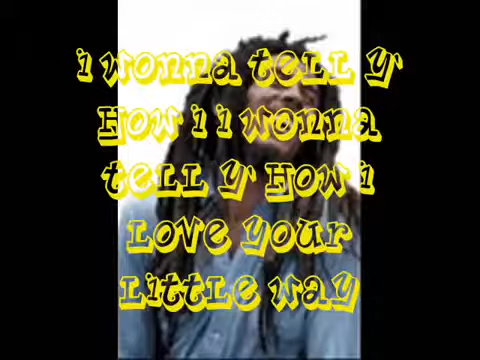 i wonna tell y'
How i i wonna
tell y' How i
Love your
Little way